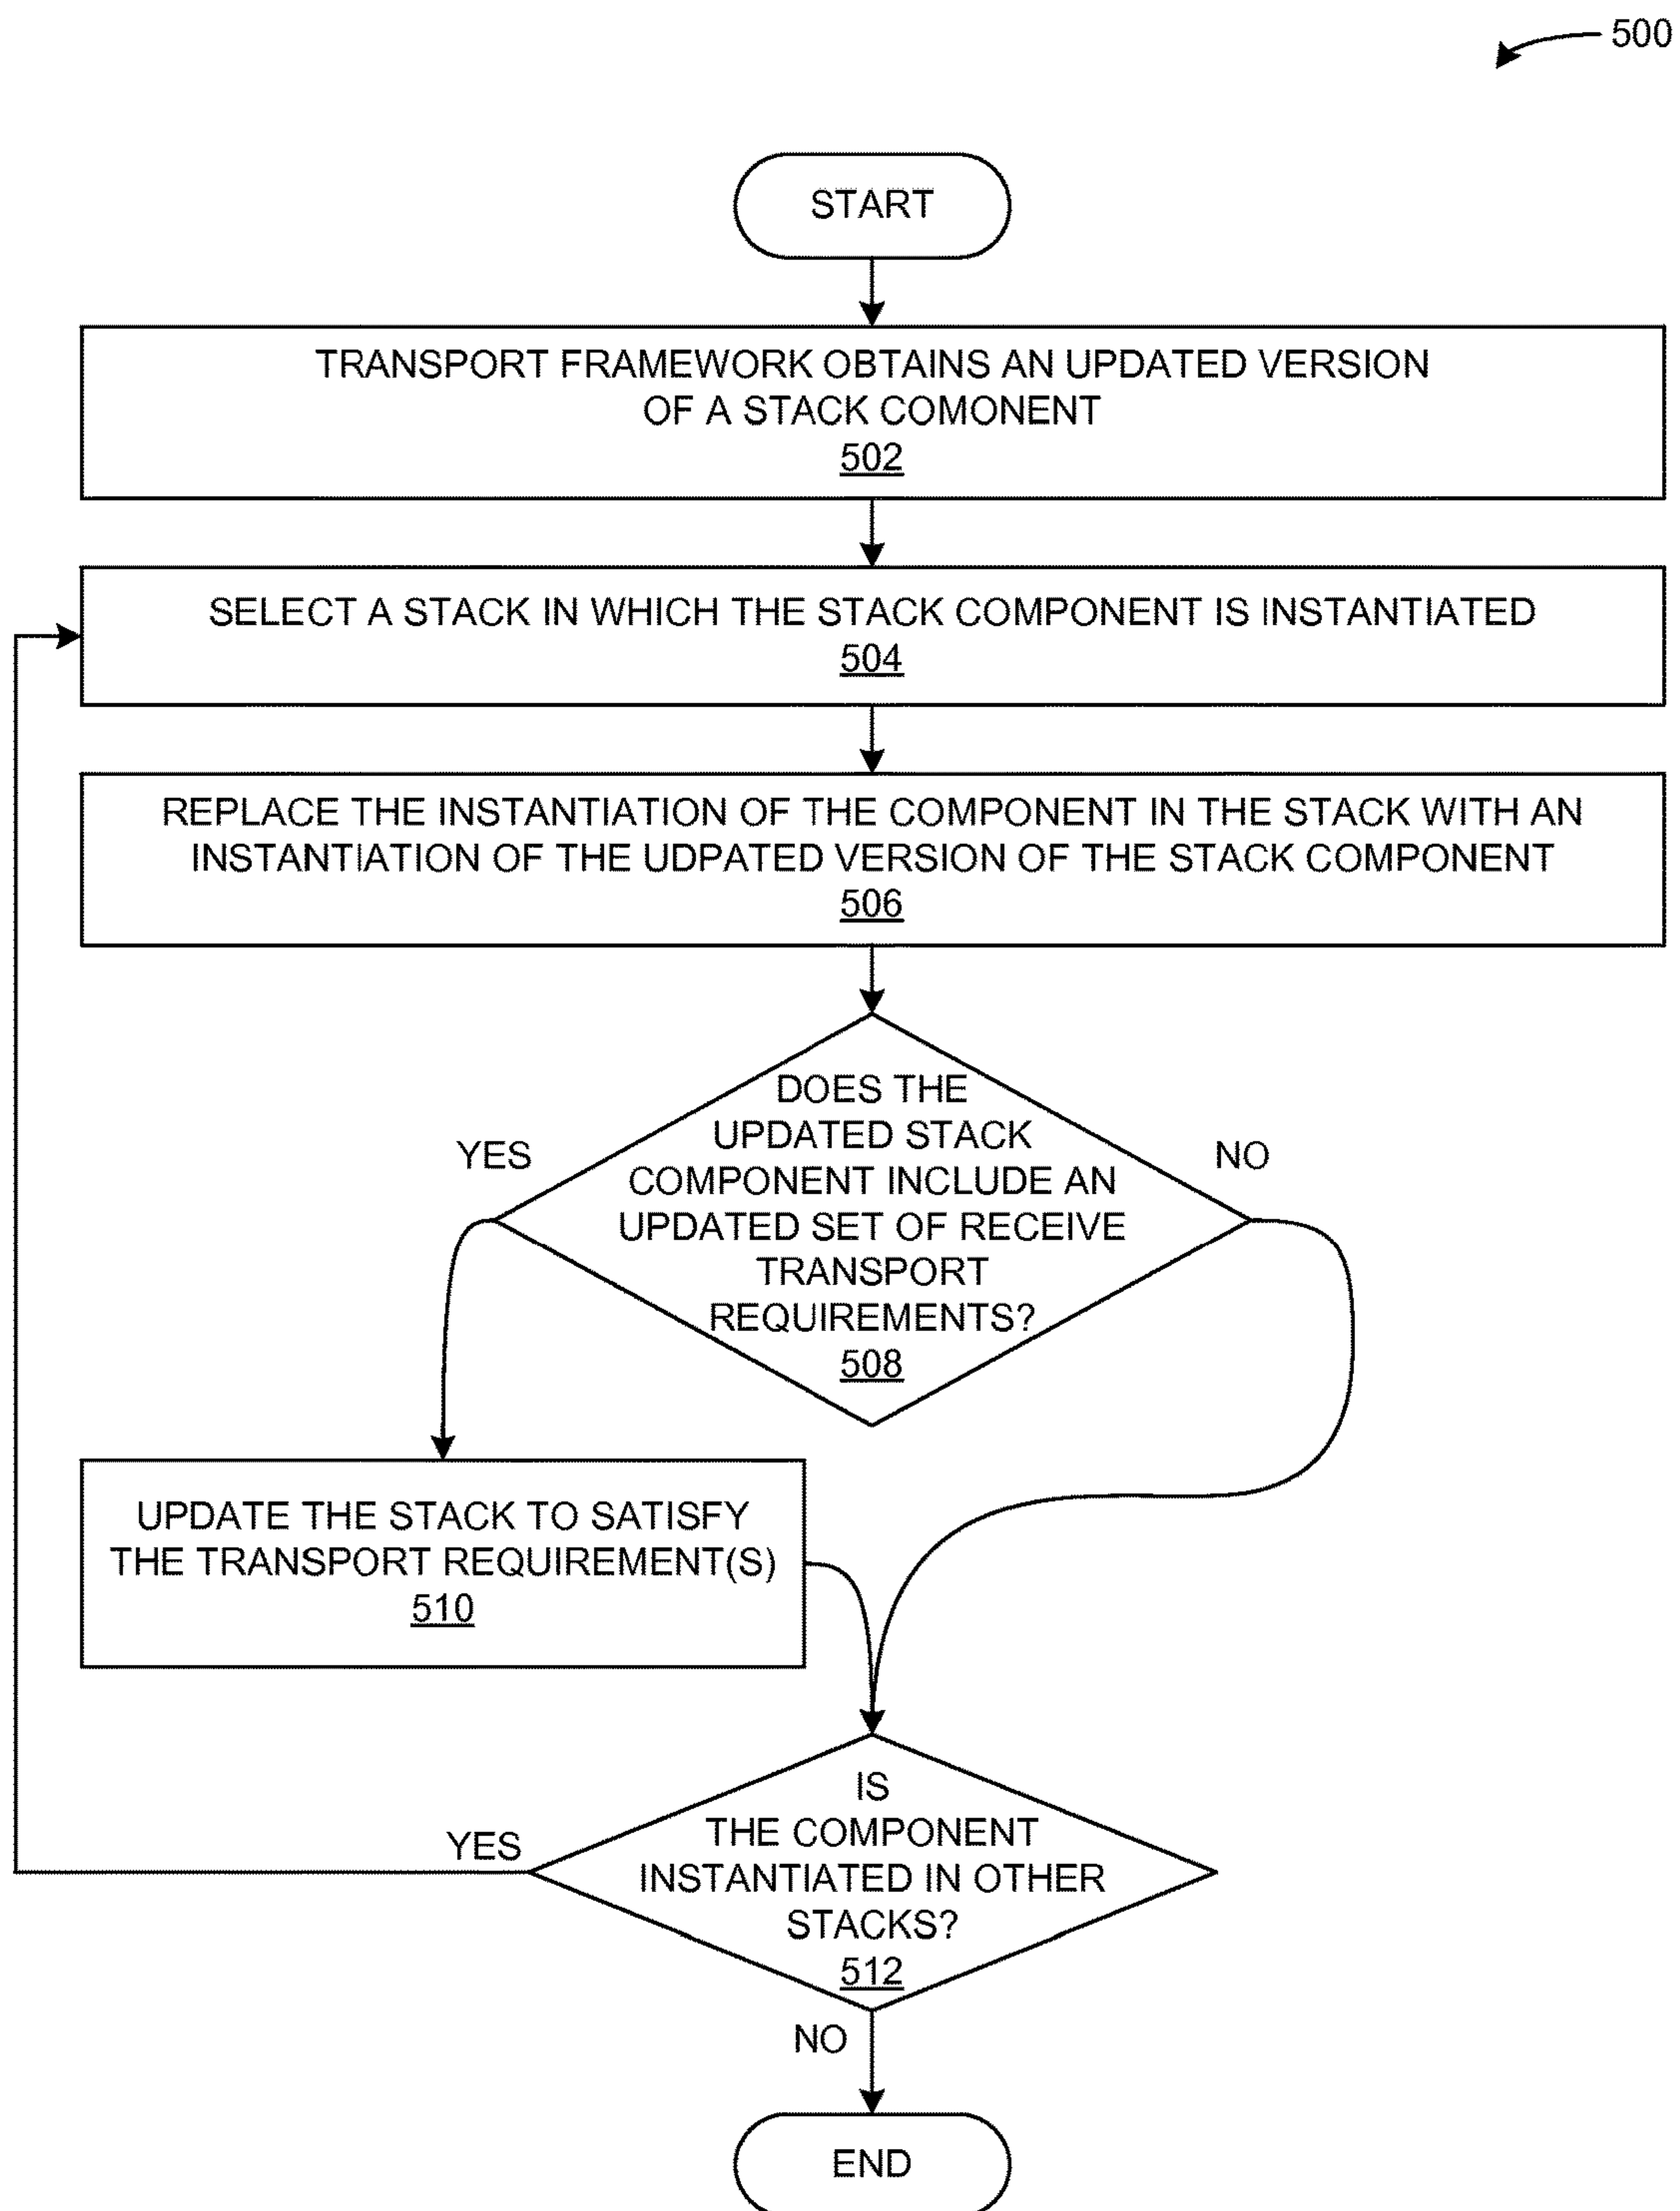 500
START
TRANSPORT FRAMEWORK OBTAINS AN UPDATED VERSION
OF A STACK COMONENT
502
SELECT A STACK IN WHICH THE STACK COMPONENT IS INSTANTIATED
504
REPLACE THE INSTANTIATION OF THE COMPONENT IN THE STACK WITH AN
INSTANTIATION OF THE UDPATED VERSION OF THE STACK COMPONENT
506
DOES THE
UPDATED STACK
COMPONENT INCLUDE AN
UPDATED SET OF RECEIVE
TRANSPORT
REQUIREMENTS?
508
YES
NO
UPDATE THE STACK TO SATISFY
THE TRANSPORT REQUIREMENT(S)
510
IS
THE COMPONENT
INSTANTIATED IN OTHER
STACKS?
512
YES
NO
END